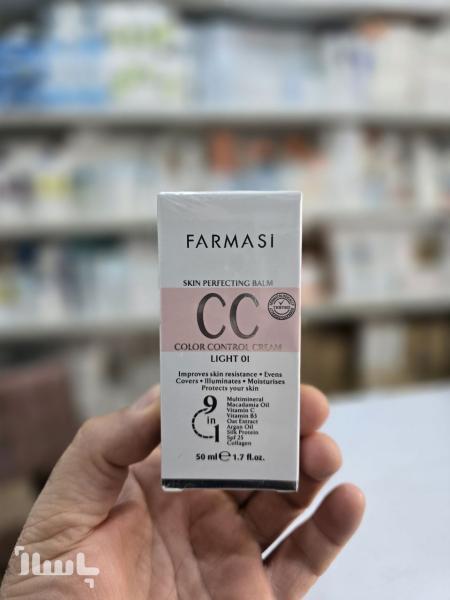 FARMASİ
SKIN PERFECTING BALM
CC
COLOR CONTROL CREAM
LIGHT 01
Improves skin resistance • Evens
Covers • Illuminates • Moisturises
Protects your skin
9 in 1
Multimineral
Macadamia Oil
Vitamin C
Vitamin B3
Oat Extract
Argan Oil
Silk Protein
Spf 25
Collagen
50 ml ℮ 1.7 fl.oz.
پاساژ